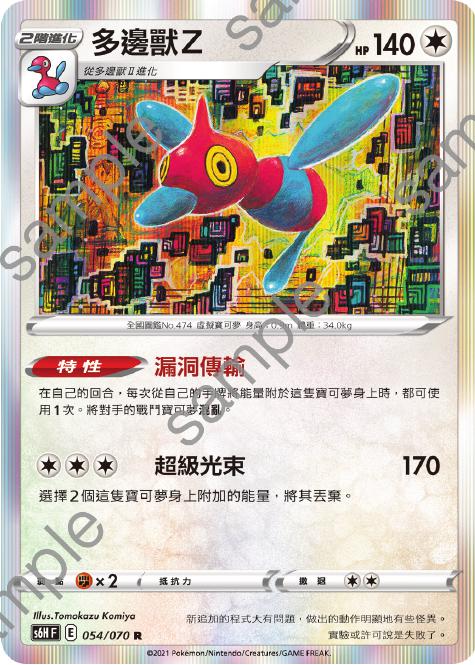 2階進化
多邊獸Z
HP 140
從多邊獸Ⅱ進化
全國圖鑑No.474 虛擬寶可夢 身高:0.9m 體重:34.0kg
特性 漏洞傳輸
在自己的回合,每次從自己的手牌將能量附於這隻寶可夢身上時,都可使
用1次。將對手的戰鬥寶可夢混亂。
超級光束 170
選擇2個這隻寶可夢身上附加的能量,將其丟棄。
弱點 ×2 抵抗力 撤退
Illus.Tomokazu Komiya
S6H F E 054/070 R
新追加的程式大有問題,做出的動作明顯地有些怪異。
實驗或許可說是失敗了。
©2021 Pokémon/Nintendo/Creatures/GAME FREAK.
sample
sample
sample
sample
sample
sample
sample